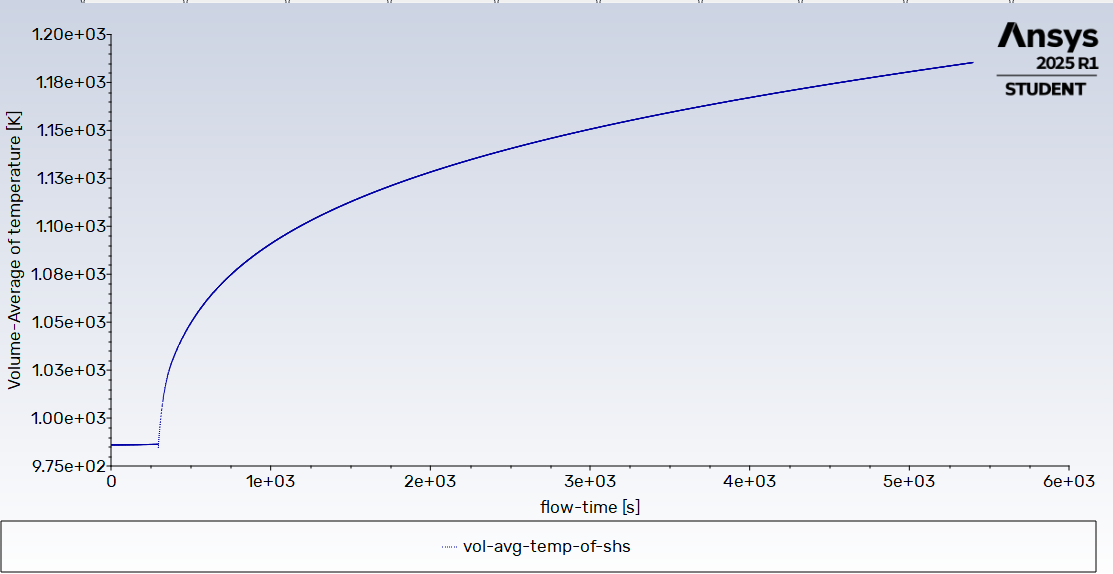 Ansys
2025 R1
STUDENT
Volume-Average of temperature [K]
1.20e+03
1.18e+03
1.15e+03
1.13e+03
1.10e+03
1.08e+03
1.05e+03
1.03e+03
1.00e+03
9.75e+02
0 1e+03 2e+03 3e+03 4e+03 5e+03 6e+03
flow-time [s]
vol-avg-temp-of-shs